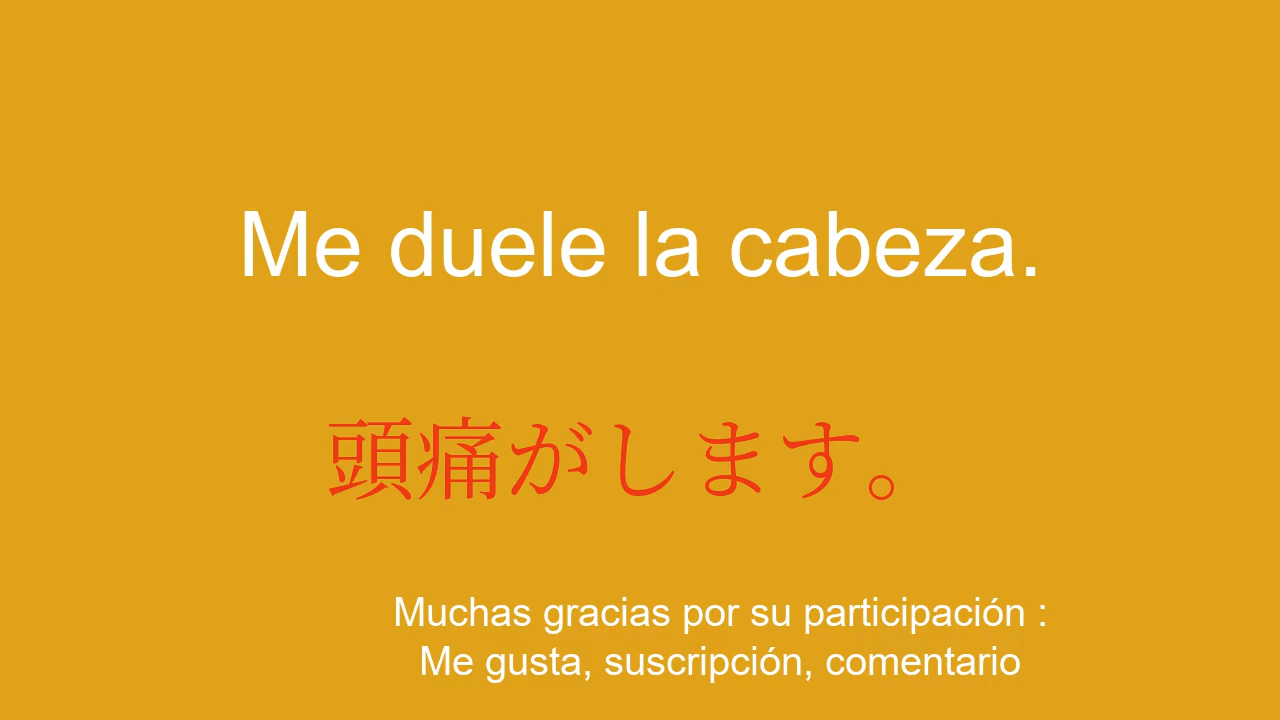 Me duele la cabeza.
頭痛がします。
Muchas gracias por su participación :
Me gusta, suscripción, comentario